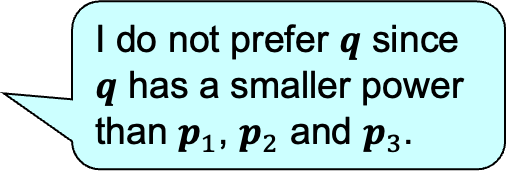 I do not prefer q since
q has a smaller power
than p₁, p₂ and p₃.